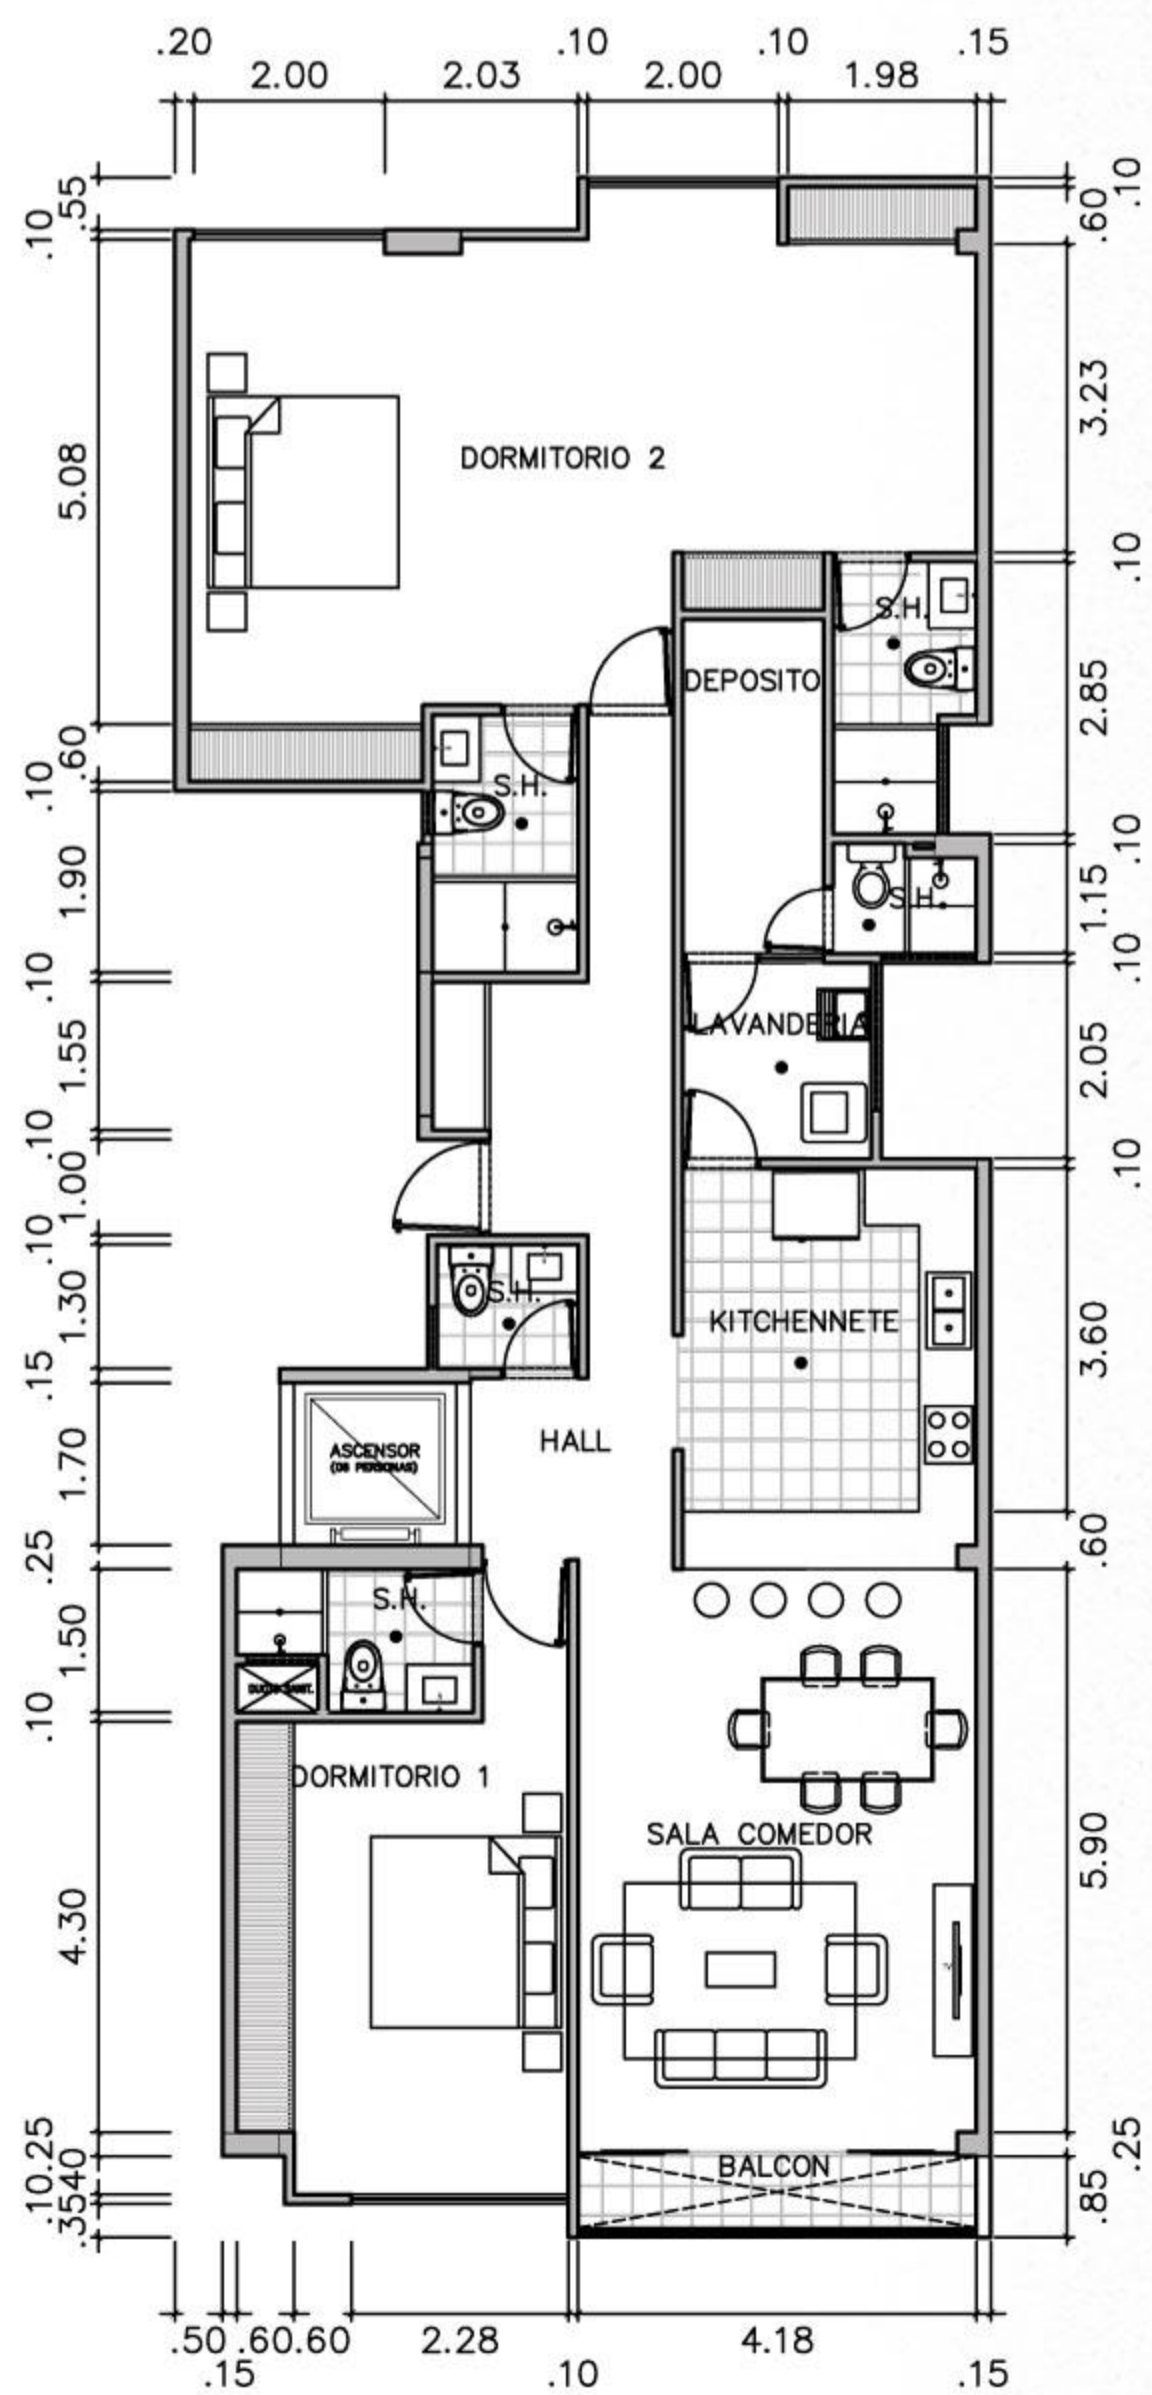 .20 .10 .10 .15
2.00 2.03 2.00 1.98
.55
.10
5.08
.60
.10
1.90
.10
1.55
.10
1.00
.10
1.30
.15
1.70
.25
1.50
.10
4.30
.25
.40
.10
.35
.10
.60
3.23
.10
2.85
.10
1.15
.10
2.05
.10
3.60
.60
5.90
.25
.85
DORMITORIO 2
S.H.
DEPOSITO
S.H.
S.H.
LAVANDERIA
S.H.
KITCHENNETE
HALL
ASCENSOR
(08 PERSONAS)
S.H.
DORMITORIO 1
SALA COMEDOR
BALCON
.50 .60 .60 2.28 4.18
.15 .10 .15